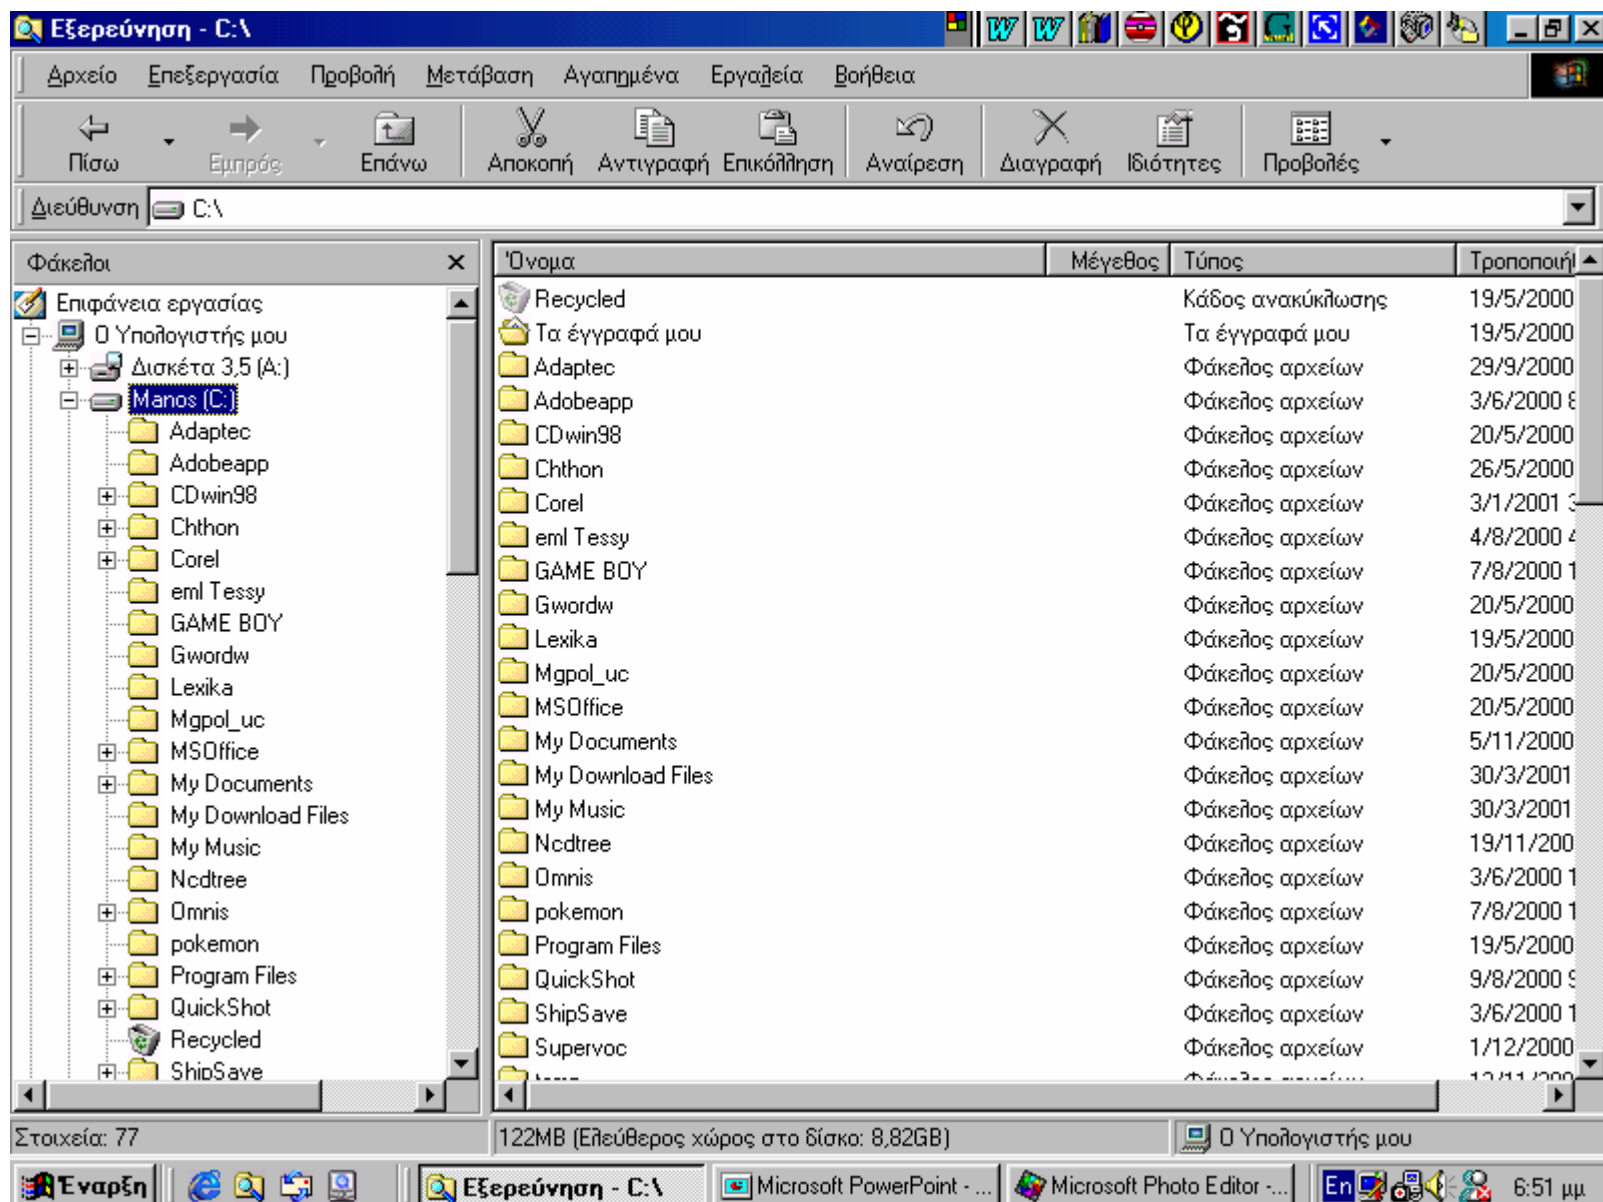 Εξερεύνηση - C:\
Αρχείο Επεξεργασία Προβολή Μετάβαση Αγαπημένα Εργαλεία Βοήθεια
Πίσω Εμπρός Επάνω Αποκοπή Αντιγραφή Επικόλληση Αναίρεση Διαγραφή Ιδιότητες Προβολές
Διεύθυνση C:\
Φάκελοι
Επιφάνεια εργασίας
Ο Υπολογιστής μου
Δισκέτα 3,5 (A:)
Manos (C:)
Adaptec
Adobeapp
CDwin98
Chthon
Corel
eml Tessy
GAME BOY
Gwordw
Lexika
Mgpol_uc
MSOffice
My Documents
My Download Files
My Music
Ncdtree
Omnis
pokemon
Program Files
QuickShot
Recycled
ShipSave
Όνομα Μέγεθος Τύπος Τροποποιή
Recycled Κάδος ανακύκλωσης 19/5/2000
Τα έγγραφά μου Τα έγγραφά μου 19/5/2000
Adaptec Φάκελος αρχείων 29/9/2000
Adobeapp Φάκελος αρχείων 3/6/2000 8
CDwin98 Φάκελος αρχείων 20/5/2000
Chthon Φάκελος αρχείων 26/5/2000
Corel Φάκελος αρχείων 3/1/2001 3
eml Tessy Φάκελος αρχείων 4/8/2000 4
GAME BOY Φάκελος αρχείων 7/8/2000 1
Gwordw Φάκελος αρχείων 20/5/2000
Lexika Φάκελος αρχείων 19/5/2000
Mgpol_uc Φάκελος αρχείων 20/5/2000
MSOffice Φάκελος αρχείων 20/5/2000
My Documents Φάκελος αρχείων 5/11/2000
My Download Files Φάκελος αρχείων 30/3/2001
My Music Φάκελος αρχείων 30/3/2001
Ncdtree Φάκελος αρχείων 19/11/200
Omnis Φάκελος αρχείων 3/6/2000 1
pokemon Φάκελος αρχείων 7/8/2000 1
Program Files Φάκελος αρχείων 19/5/2000
QuickShot Φάκελος αρχείων 9/8/2000 9
ShipSave Φάκελος αρχείων 3/6/2000 1
Supervoc Φάκελος αρχείων 1/12/2000
Στοιχεία: 77 122MB (Ελεύθερος χώρος στο δίσκο: 8,82GB) Ο Υπολογιστής μου
Έναρξη Εξερεύνηση - C:\ Microsoft PowerPoint - ... Microsoft Photo Editor -... En 6:51 μμ